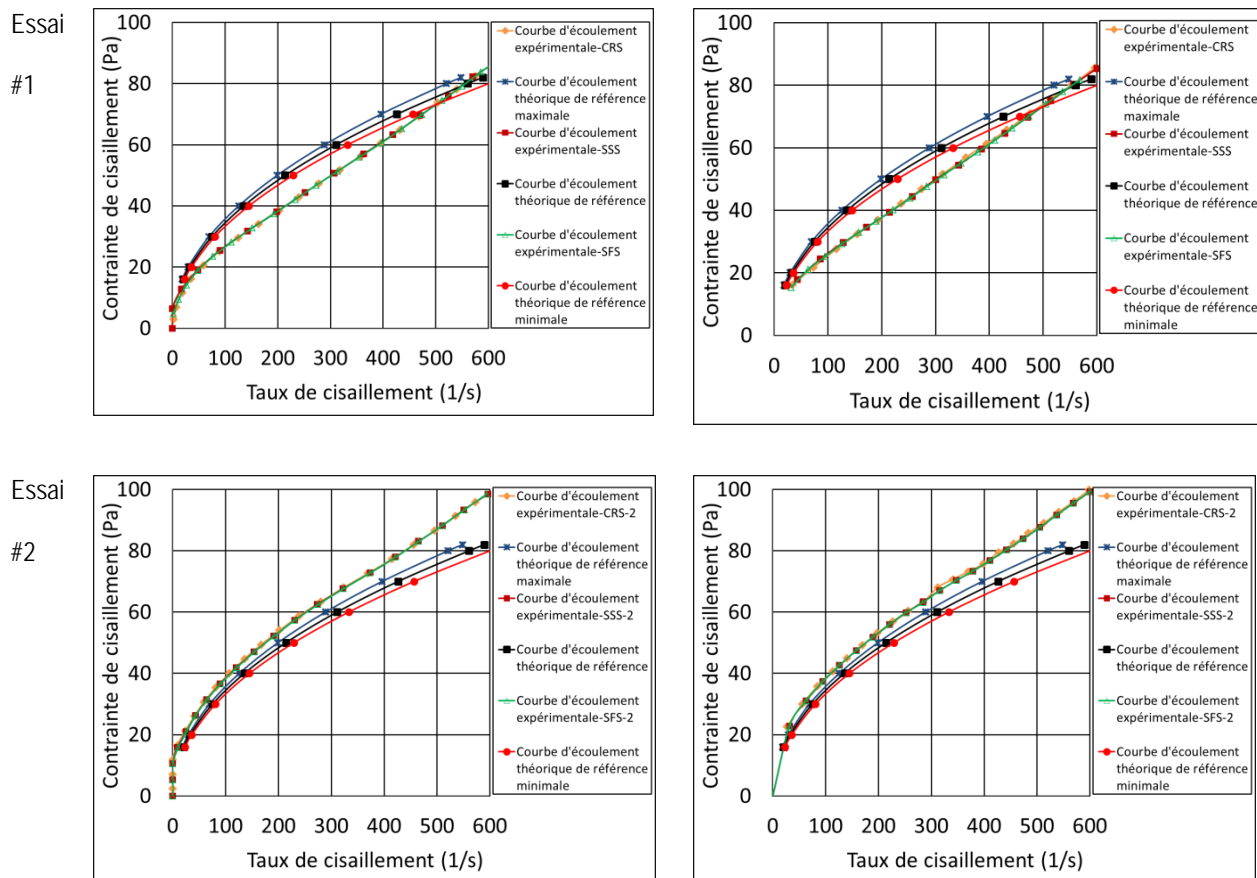 Essai
#1
Contrainte de cisaillement (Pa)
100
80
60
40
20
0
0 100 200 300 400 500 600
Taux de cisaillement (1/s)
Courbe d'écoulement
expérimentale-CRS
Courbe d'écoulement
théorique de référence
maximale
Courbe d'écoulement
expérimentale-SSS
Courbe d'écoulement
théorique de référence
Courbe d'écoulement
expérimentale-SFS
Courbe d'écoulement
théorique de référence
minimale
Contrainte de cisaillement (Pa)
100
80
60
40
20
0
0 100 200 300 400 500 600
Taux de cisaillement (1/s)
Courbe d'écoulement
expérimentale-CRS
Courbe d'écoulement
théorique de référence
maximale
Courbe d'écoulement
expérimentale-SSS
Courbe d'écoulement
théorique de référence
Courbe d'écoulement
expérimentale-SFS
Courbe d'écoulement
théorique de référence
minimale
Essai
#2
Contrainte de cisaillement (Pa)
100
80
60
40
20
0
0 100 200 300 400 500 600
Taux de cisaillement (1/s)
Courbe d'écoulement
expérimentale-CRS-2
Courbe d'écoulement
théorique de référence
maximale
Courbe d'écoulement
expérimentale-SSS-2
Courbe d'écoulement
théorique de référence
Courbe d'écoulement
expérimentale-SFS-2
Courbe d'écoulement
théorique de référence
minimale
Contrainte de cisaillement (Pa)
100
80
60
40
20
0
0 100 200 300 400 500 600
Taux de cisaillement (1/s)
Courbe d'écoulement
expérimentale-CRS-2
Courbe d'écoulement
théorique de référence
maximale
Courbe d'écoulement
expérimentale-SSS-2
Courbe d'écoulement
théorique de référence
Courbe d'écoulement
expérimentale-SFS-2
Courbe d'écoulement
théorique de référence
minimale